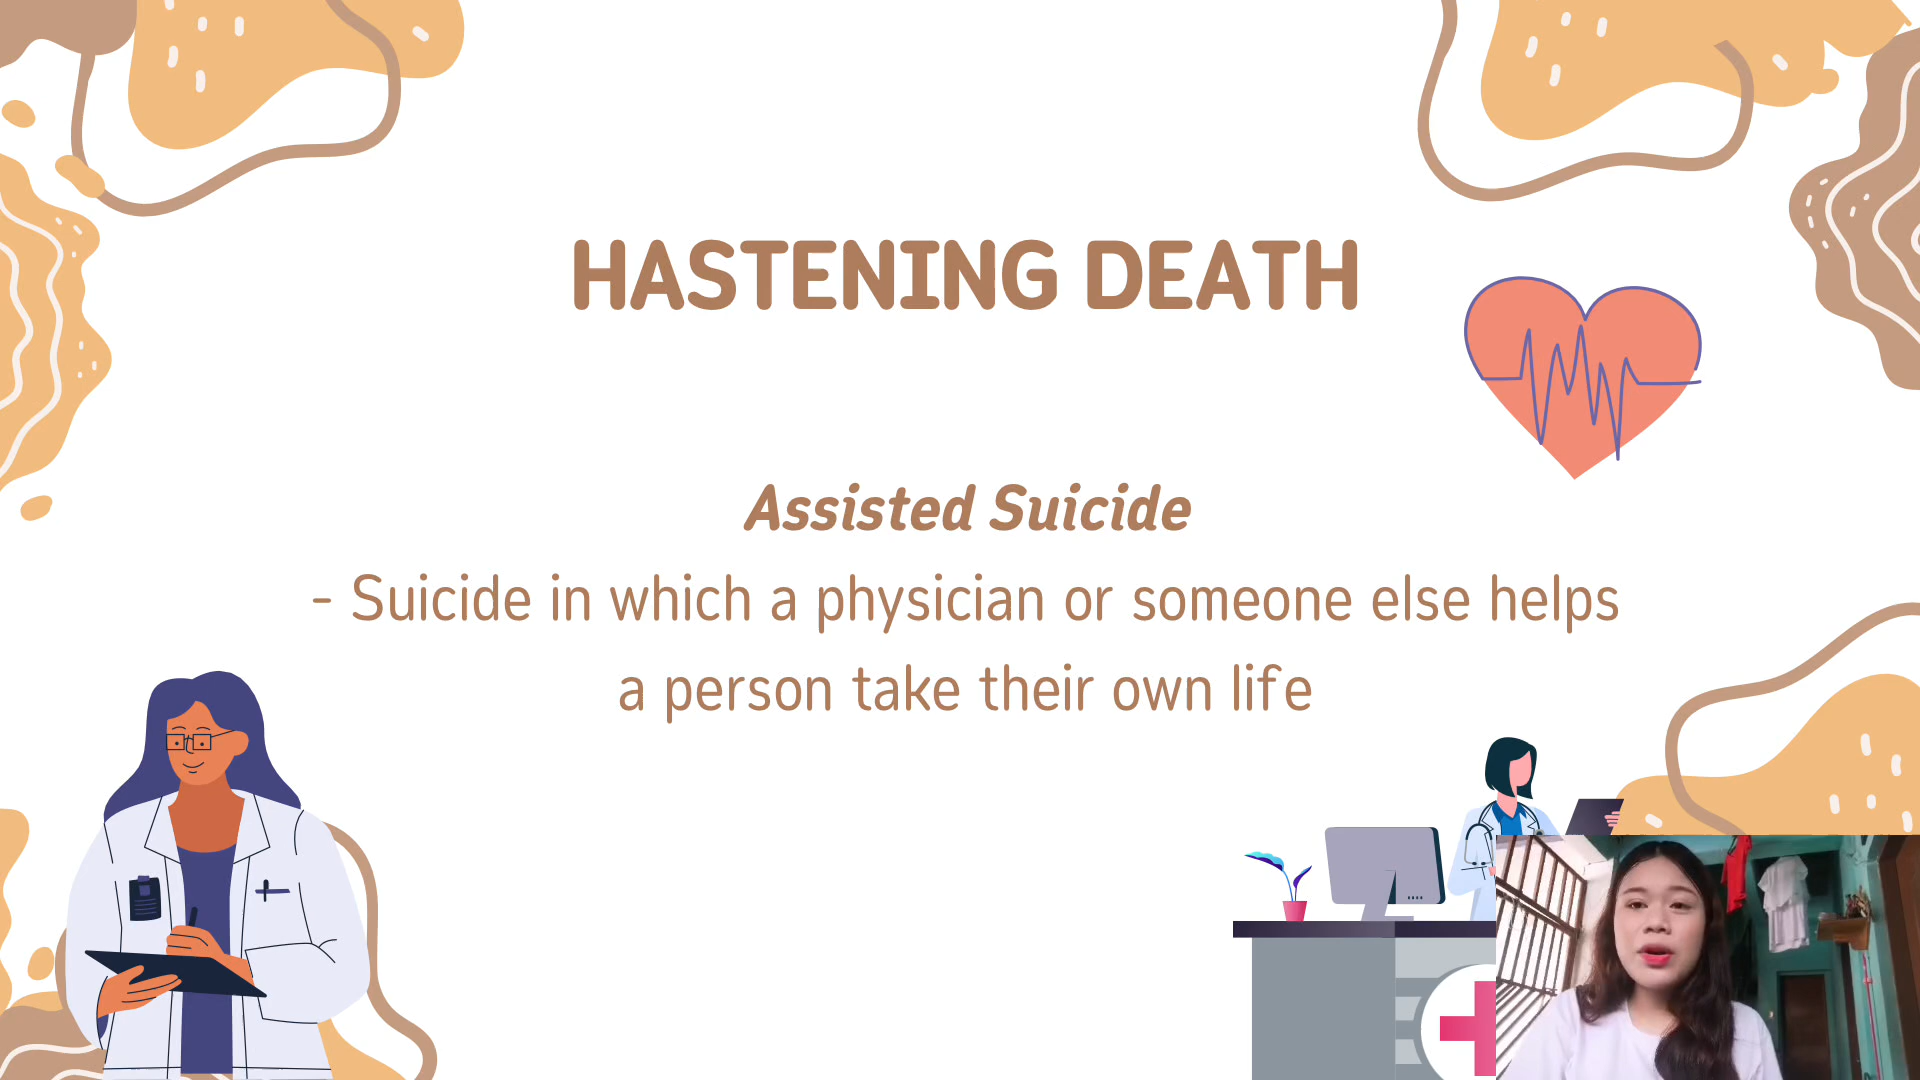 HASTENING DEATH
Assisted Suicide
- Suicide in which a physician or someone else helps
a person take their own life